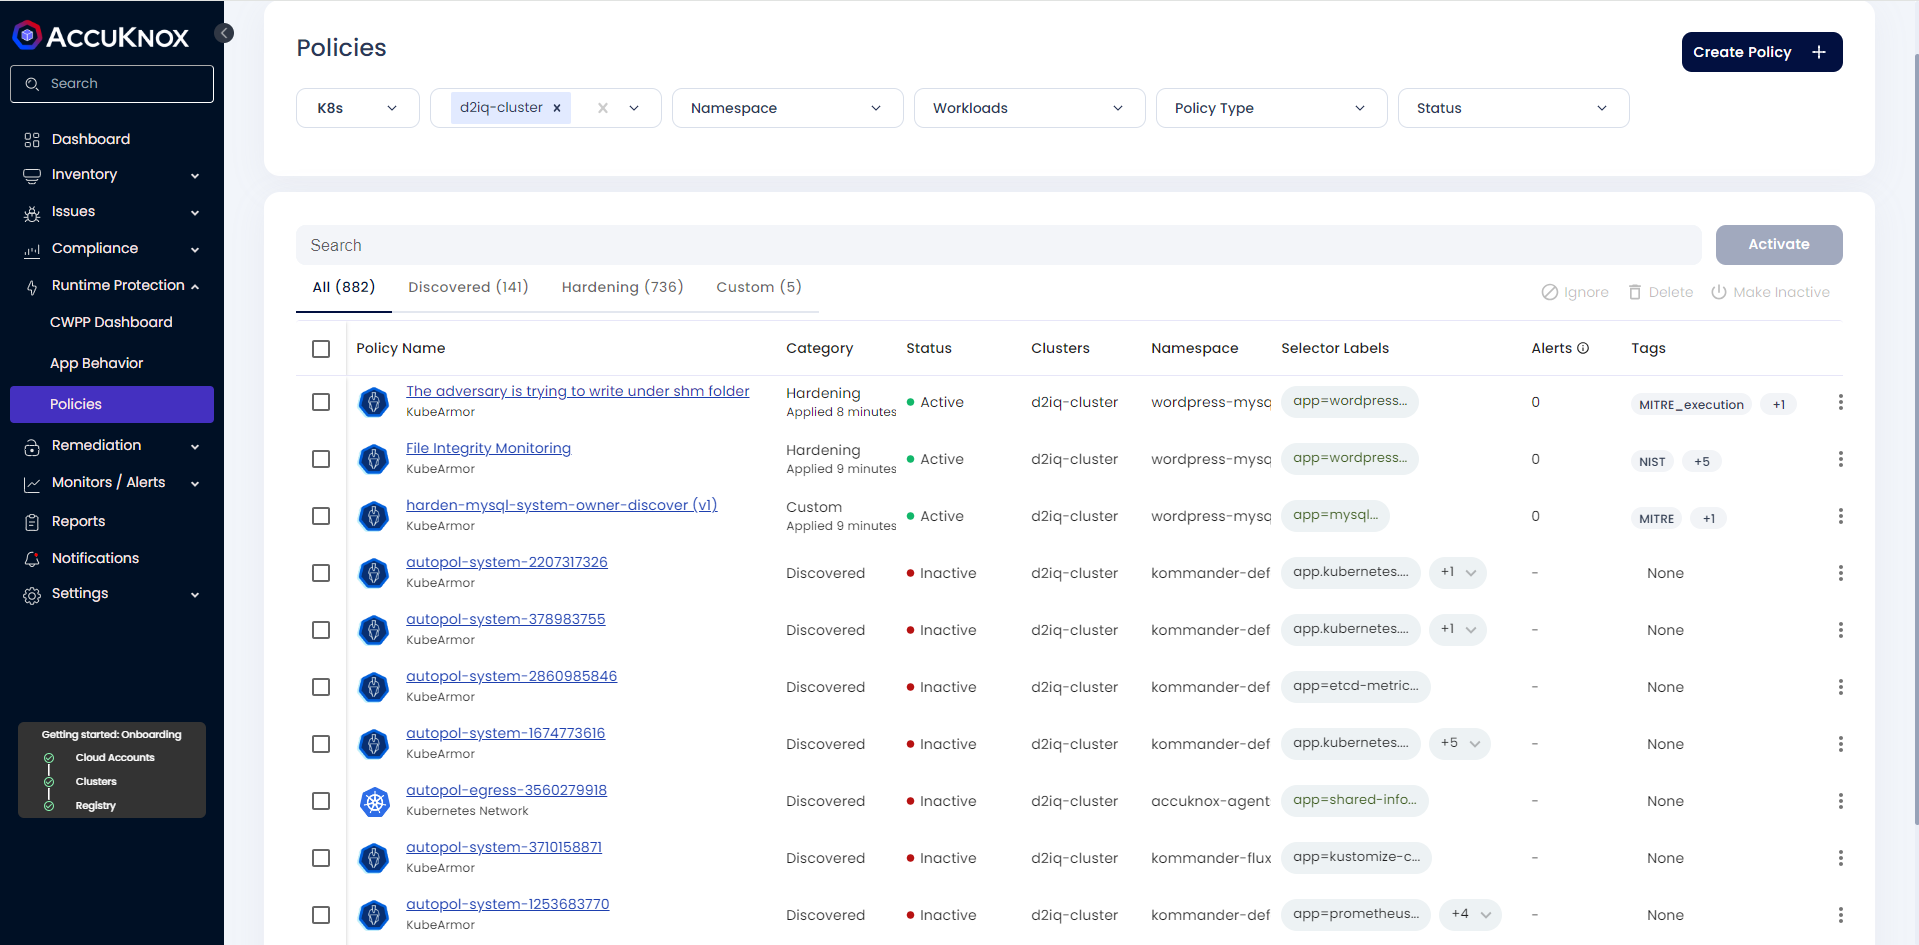 ACCUKNOX
Search
Dashboard
Inventory
Issues
Compliance
Runtime Protection
CWPP Dashboard
App Behavior
Policies
Remediation
Monitors / Alerts
Reports
Notifications
Settings
Getting started: Onboarding
Cloud Accounts
Clusters
Registry
Policies
Create Policy +
K8s d2iq-cluster Namespace Workloads Policy Type Status
Search Activate
All (882) Discovered (141) Hardening (736) Custom (5) Ignore Delete Make Inactive
Policy Name Category Status Clusters Namespace Selector Labels Alerts Tags
The adversary is trying to write under shm folder
KubeArmor
Hardening
Applied 8 minutes
Active d2iq-cluster wordpress-mysq app=wordpress... 0 MITRE_execution +1
File Integrity Monitoring
KubeArmor
Hardening
Applied 9 minutes
Active d2iq-cluster wordpress-mysq app=wordpress... 0 NIST +5
harden-mysql-system-owner-discover (v1)
KubeArmor
Custom
Applied 9 minutes
Active d2iq-cluster wordpress-mysq app=mysql... 0 MITRE +1
autopol-system-2207317326
KubeArmor
Discovered Inactive d2iq-cluster kommander-def app.kubernetes.... +1 - None
autopol-system-378983755
KubeArmor
Discovered Inactive d2iq-cluster kommander-def app.kubernetes.... +1 - None
autopol-system-2860985846
KubeArmor
Discovered Inactive d2iq-cluster kommander-def app=etcd-metric... - None
autopol-system-1674773616
KubeArmor
Discovered Inactive d2iq-cluster kommander-def app.kubernetes.... +5 - None
autopol-egress-3560279918
Kubernetes Network
Discovered Inactive d2iq-cluster accuknox-agent app=shared-info... - None
autopol-system-3710158871
KubeArmor
Discovered Inactive d2iq-cluster kommander-flux app=kustomize-c... - None
autopol-system-1253683770
KubeArmor
Discovered Inactive d2iq-cluster kommander-def app=prometheus... +4 - None